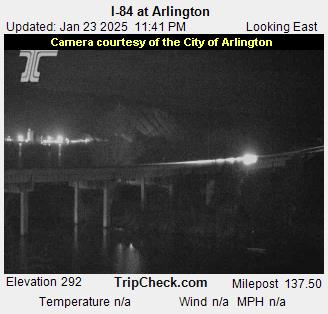 I-84 at Arlington
Updated: Jan 23 2025 11:41 PM Looking East
Camera courtesy of the City of Arlington
Elevation 292 TripCheck.com Milepost 137.50
Temperature n/a Wind n/a MPH n/a